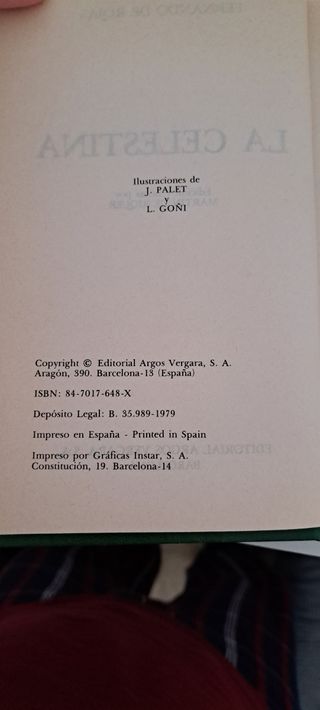 Ilustraciones de
J. PALET
y
L. GOÑI
Copyright © Editorial Argos Vergara, S. A.
Aragón, 390. Barcelona-13 (España)
ISBN: 84-7017-648-X
Depósito Legal: B. 35.989-1979
Impreso en España - Printed in Spain
Impreso por Gráficas Instar, S. A.
Constitución, 19. Barcelona-14